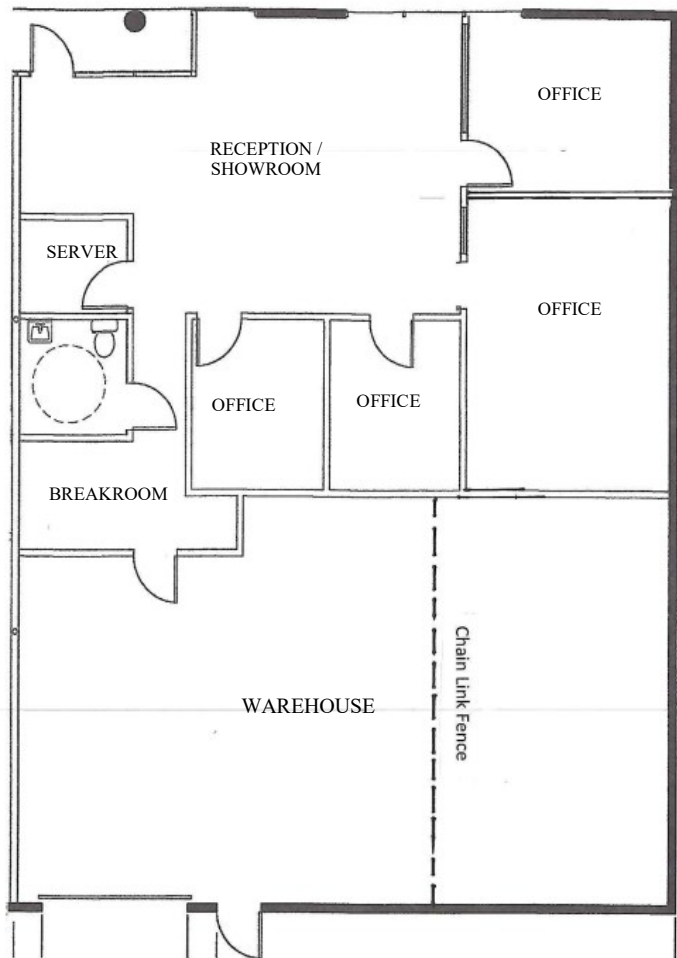 OFFICE
RECEPTION /
SHOWROOM
SERVER
OFFICE
OFFICE
OFFICE
BREAKROOM
WAREHOUSE
Chain Link Fence